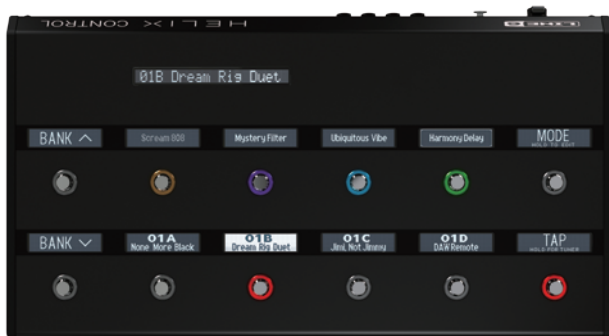 LINE 6
HELIX CONTROL
01B Dream Rig Duet
BANK
Scream 808
Mystery Filter
Ubiquitous Vibe
Harmony Delay
MODE
HOLD TO EDIT
BANK
01A
None More Black
01B
Dream Rig Duet
01C
Jimi, Not Jimmy
01D
DAW Remote
TAP
HOLD FOR TUNER